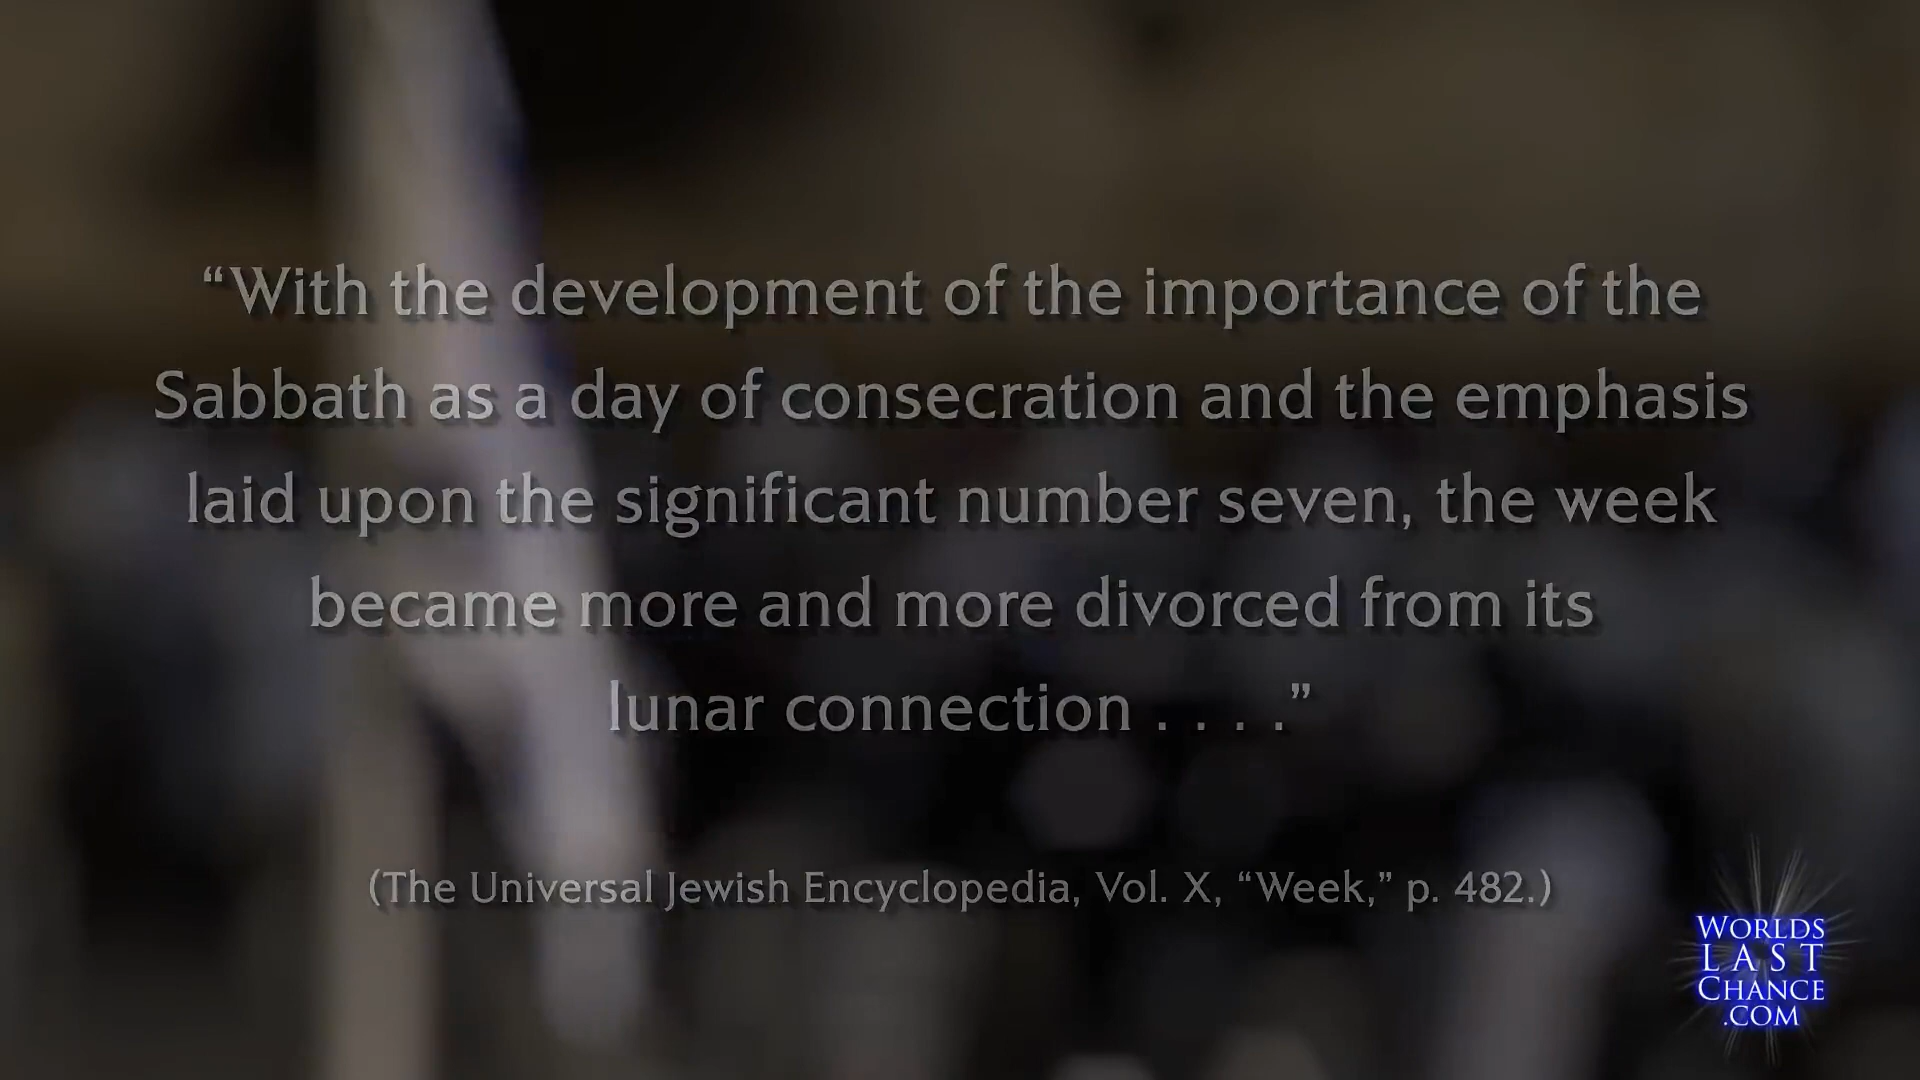 “With the development of the importance of the
Sabbath as a day of consecration and the emphasis
laid upon the significant number seven, the week
became more and more divorced from its
lunar connection . . . .”
(The Universal Jewish Encyclopedia, Vol. X, “Week,” p. 482.)
WORLDS
LAST
CHANCE
.COM